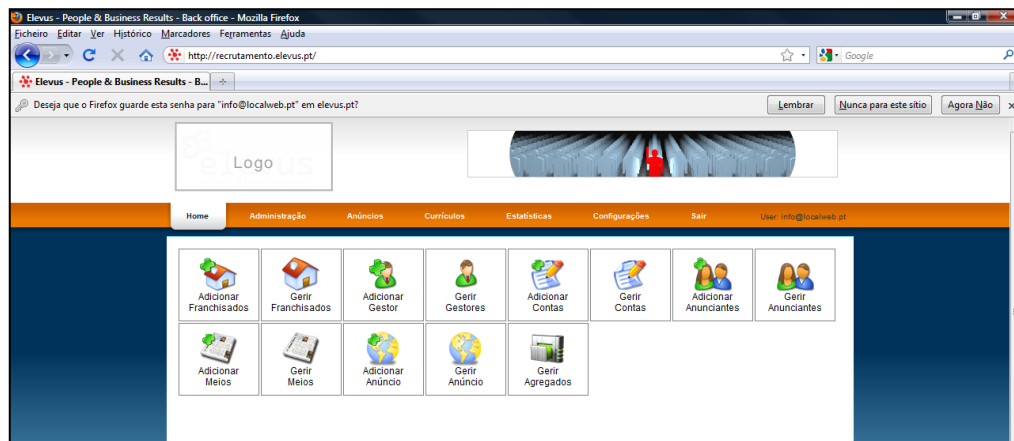 Elevus - People & Business Results - Back office - Mozilla Firefox
Ficheiro Editar Ver Histórico Marcadores Ferramentas Ajuda
http://recrutamento.elevus.pt/
Google
Elevus - People & Business Results - B...
Deseja que o Firefox guarde esta senha para "info@localweb.pt" em elevus.pt?
Lembrar Nunca para este sítio Agora Não
elevus
Logo
Home Administração Anúncios Currículos Estatísticas Configurações Sair User: info@localweb.pt
Adicionar Franchisados
Gerir Franchisados
Adicionar Gestor
Gerir Gestores
Adicionar Contas
Gerir Contas
Adicionar Anunciantes
Gerir Anunciantes
Adicionar Meios
Gerir Meios
Adicionar Anúncio
Gerir Anúncio
Gerir Agregados